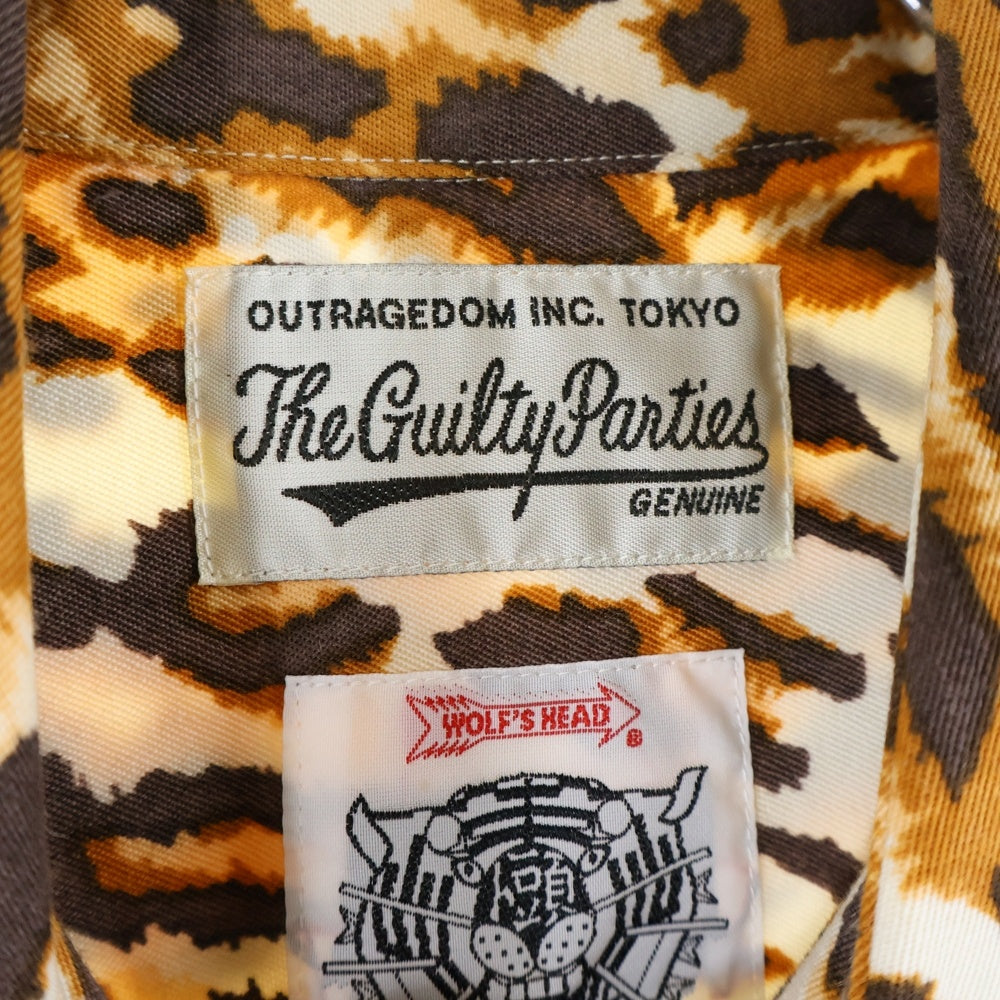 OUTRAGEDOM INC. TOKYO
The Guilty Parties
GENUINE
WOLF'S HEAD
®